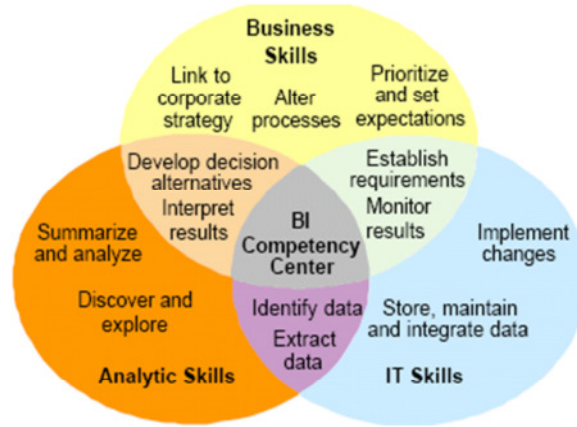 Business
Skills
Link to
corporate
strategy
Alter
processes
Prioritize
and set
expectations
Develop decision
alternatives
Interpret
results
Establish
requirements
Monitor
results
BI
Competency
Center
Summarize
and analyze
Discover and
explore
Analytic Skills
Identify data
Extract
data
Implement
changes
Store, maintain
and integrate data
IT Skills